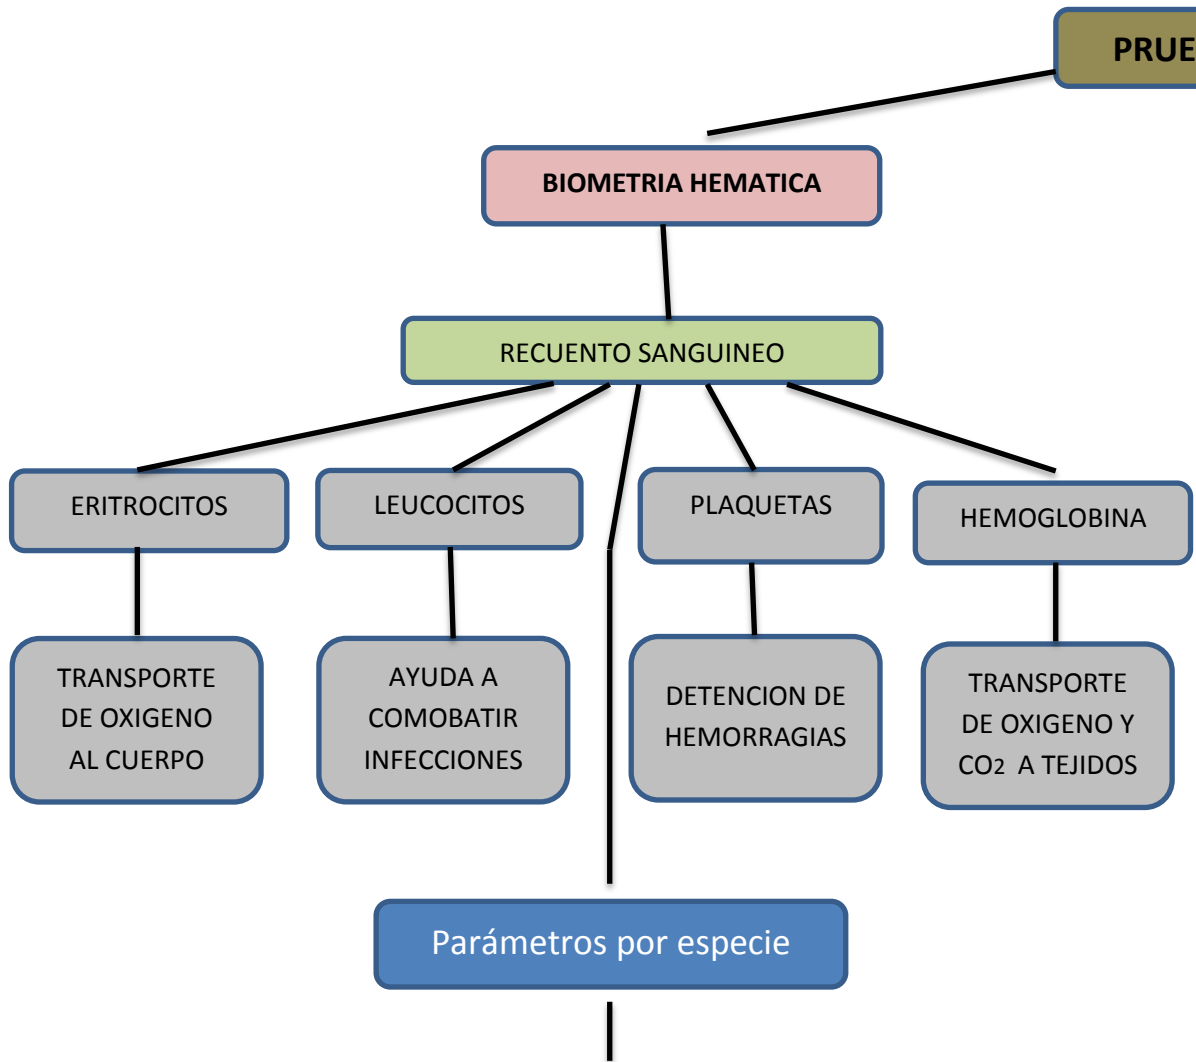 PRUE
BIOMETRIA HEMATICA
RECUENTO SANGUINEO
ERITROCITOS
LEUCOCITOS
PLAQUETAS
HEMOGLOBINA
TRANSPORTE
DE OXIGENO
AL CUERPO
AYUDA A
COMOBATIR
INFECCIONES
DETENCION DE
HEMORRAGIAS
TRANSPORTE
DE OXIGENO Y
CO2 A TEJIDOS
Parámetros por especie